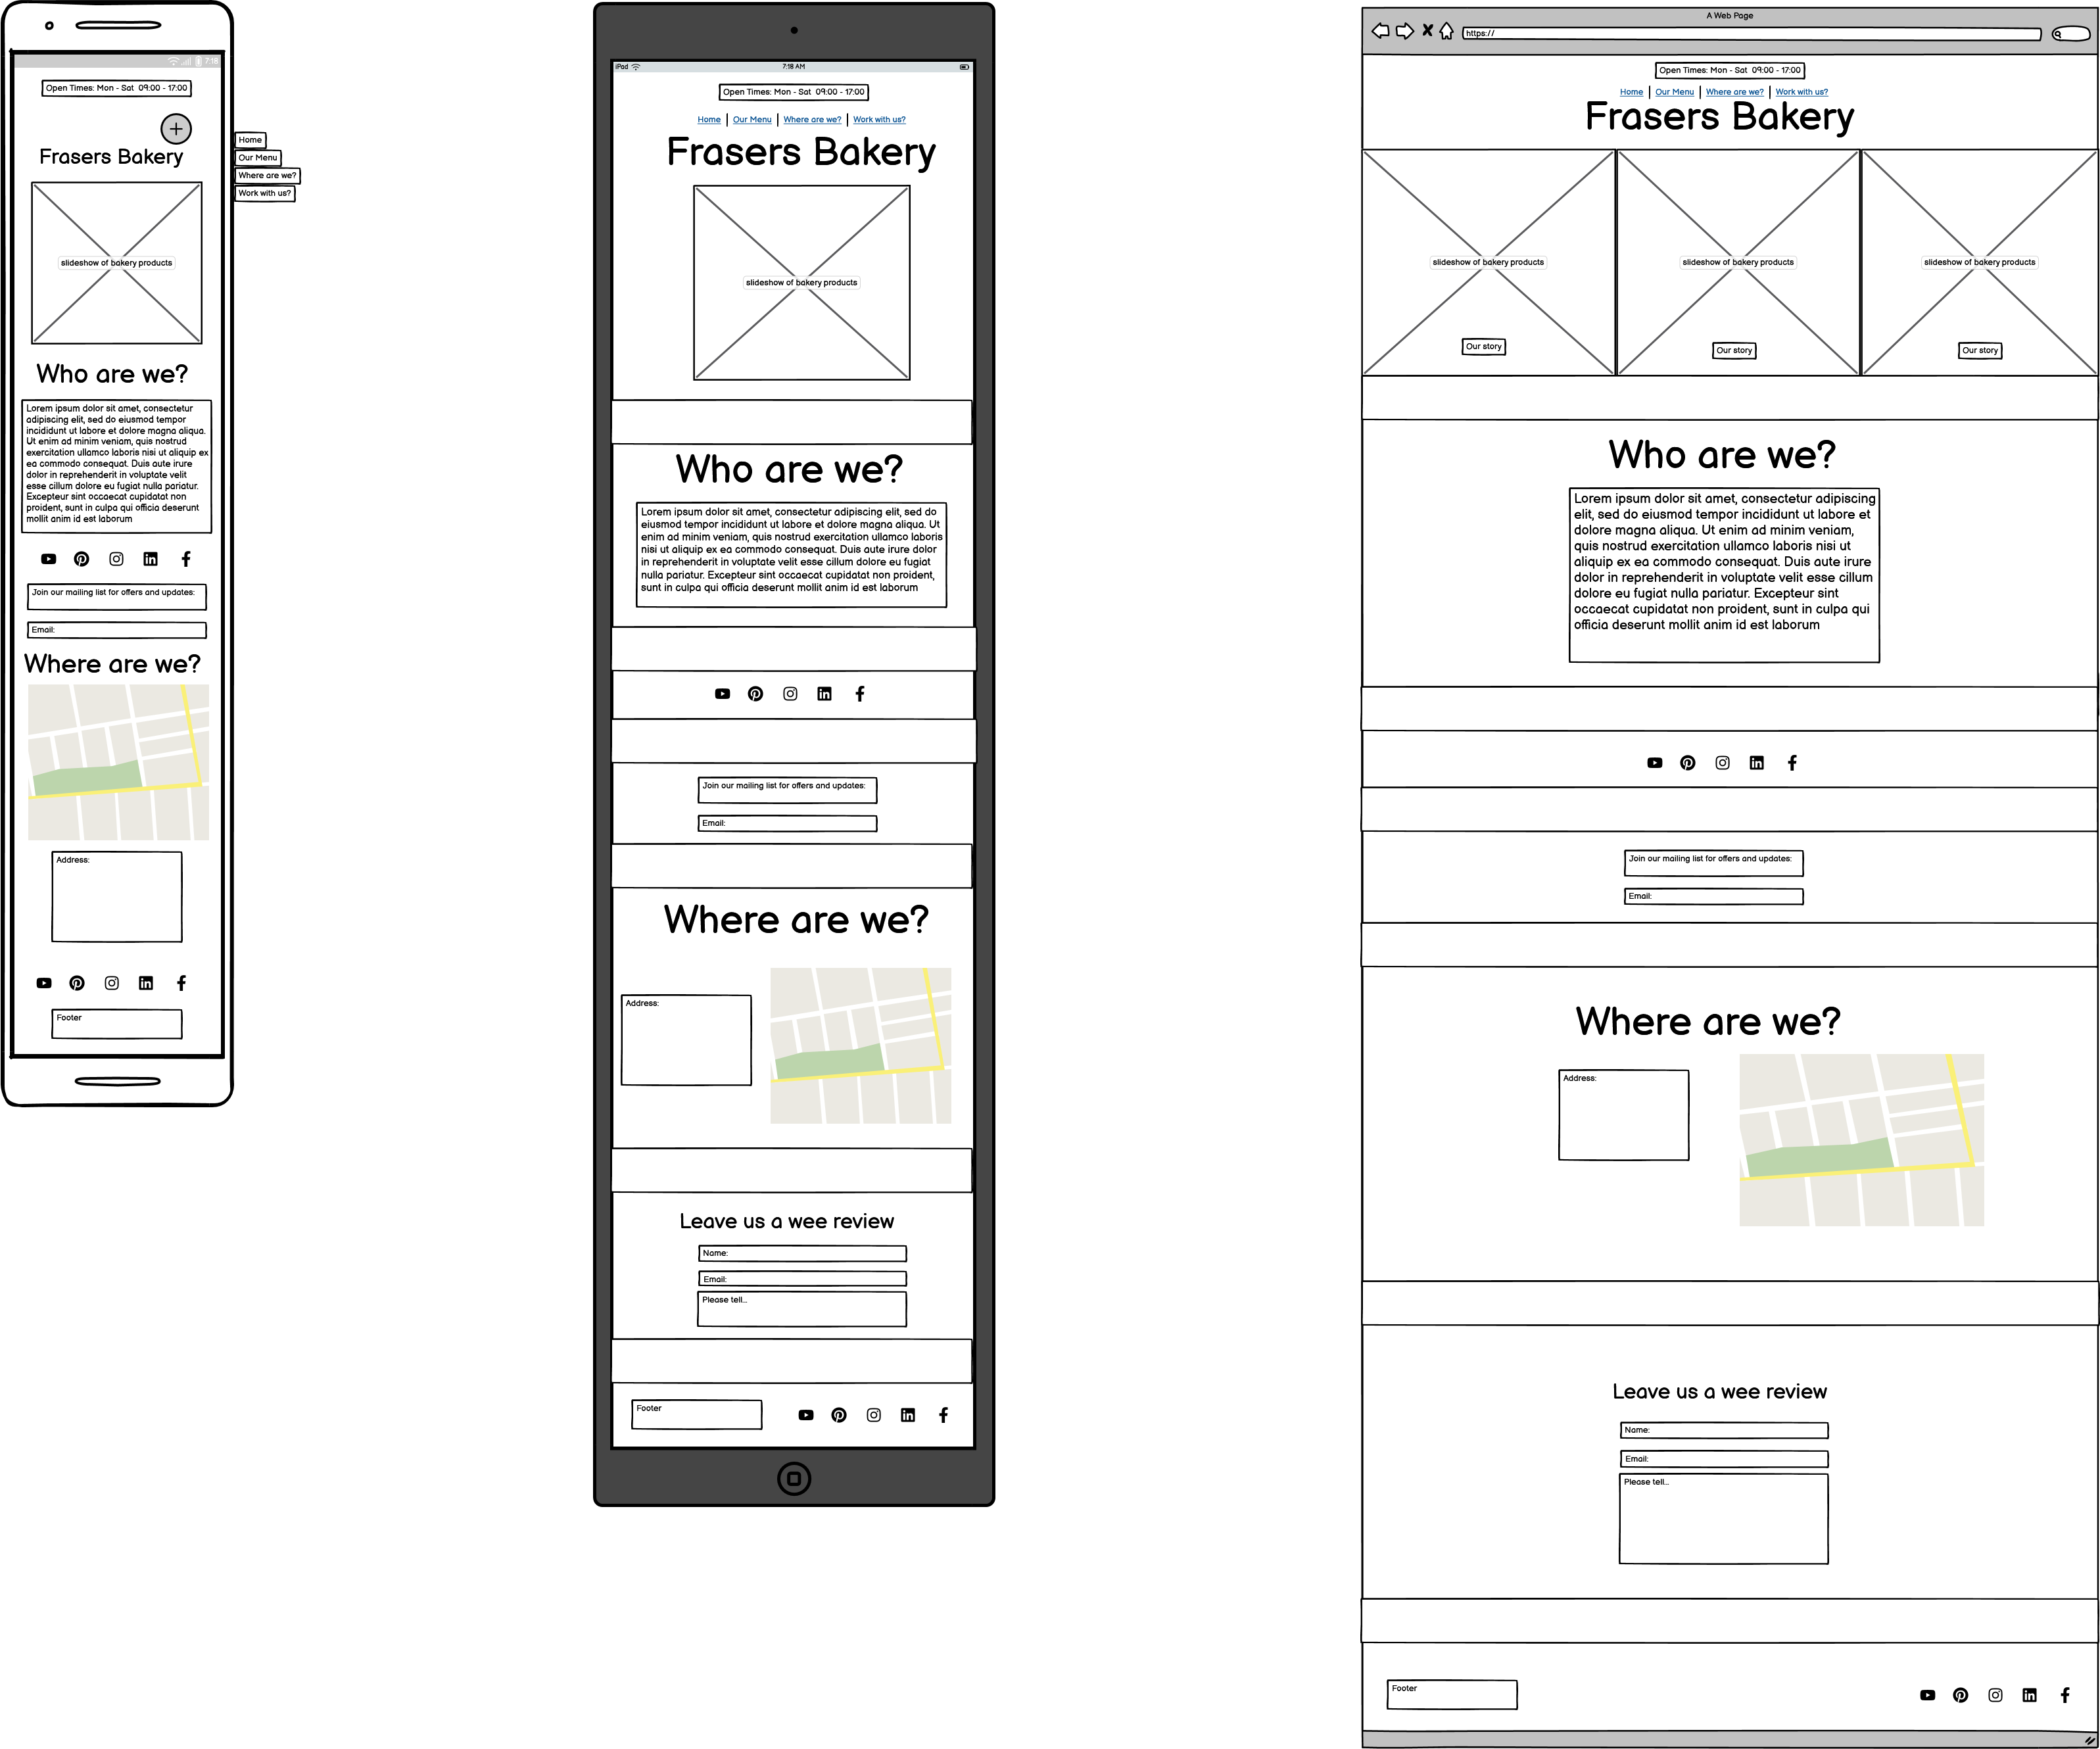 7:18
Open Times: Mon - Sat 09:00 - 17:00
Frasers Bakery
Home
Our Menu
Where are we?
Work with us?
slideshow of bakery products
Who are we?
Lorem ipsum dolor sit amet, consectetur
adipiscing elit, sed do eiusmod tempor
incididunt ut labore et dolore magna aliqua.
Ut enim ad minim veniam, quis nostrud
exercitation ullamco laboris nisi ut aliquip ex
ea commodo consequat. Duis aute irure
dolor in reprehenderit in voluptate velit
esse cillum dolore eu fugiat nulla pariatur.
Excepteur sint occaecat cupidatat non
proident, sunt in culpa qui officia deserunt
mollit anim id est laborum
Join our mailing list for offers and updates:
Email:
Where are we?
Address:
Footer
iPad 7:18 AM
Open Times: Mon - Sat 09:00 - 17:00
Home | Our Menu | Where are we? | Work with us?
Frasers Bakery
slideshow of bakery products
Who are we?
Lorem ipsum dolor sit amet, consectetur adipiscing elit, sed do
eiusmod tempor incididunt ut labore et dolore magna aliqua. Ut
enim ad minim veniam, quis nostrud exercitation ullamco laboris
nisi ut aliquip ex ea commodo consequat. Duis aute irure dolor
in reprehenderit in voluptate velit esse cillum dolore eu fugiat
nulla pariatur. Excepteur sint occaecat cupidatat non proident,
sunt in culpa qui officia deserunt mollit anim id est laborum
Join our mailing list for offers and updates:
Email:
Where are we?
Address:
Leave us a wee review
Name:
Email:
Please tell...
Footer
A Web Page
https://
Open Times: Mon - Sat 09:00 - 17:00
Home | Our Menu | Where are we? | Work with us?
Frasers Bakery
slideshow of bakery products
slideshow of bakery products
slideshow of bakery products
Our story
Our story
Our story
Who are we?
Lorem ipsum dolor sit amet, consectetur adipiscing
elit, sed do eiusmod tempor incididunt ut labore et
dolore magna aliqua. Ut enim ad minim veniam,
quis nostrud exercitation ullamco laboris nisi ut
aliquip ex ea commodo consequat. Duis aute irure
dolor in reprehenderit in voluptate velit esse cillum
dolore eu fugiat nulla pariatur. Excepteur sint
occaecat cupidatat non proident, sunt in culpa qui
officia deserunt mollit anim id est laborum
Join our mailing list for offers and updates:
Email:
Where are we?
Address:
Leave us a wee review
Name:
Email:
Please tell...
Footer